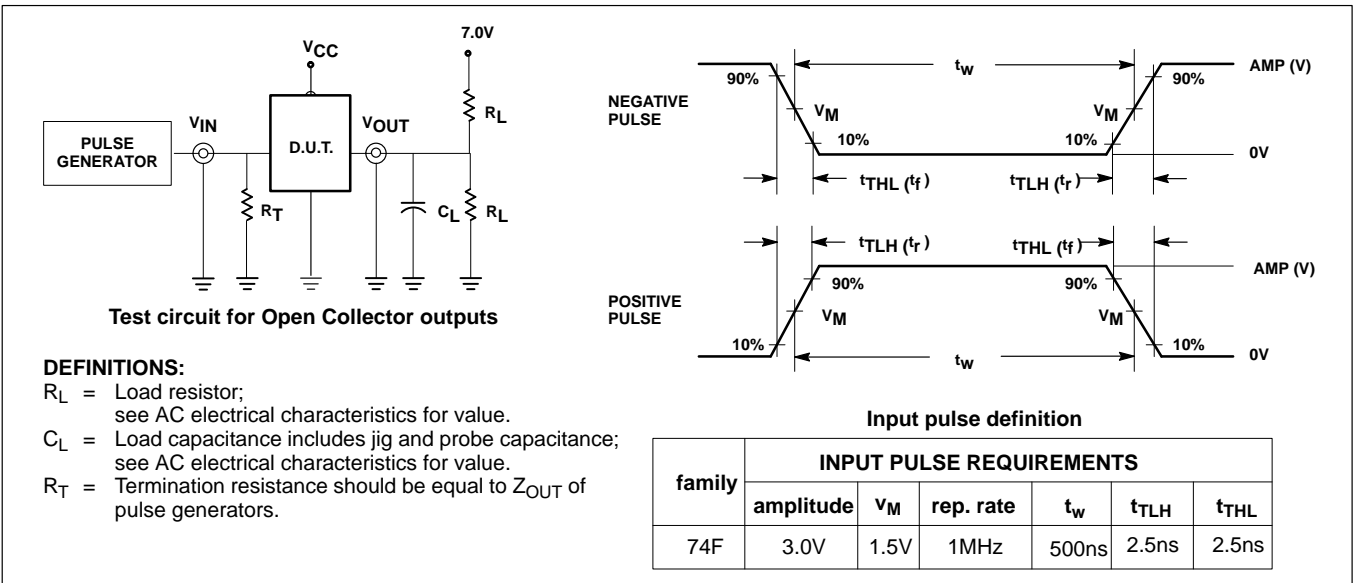 7.0V
VCC
RL
VIN
VOUT
PULSE
GENERATOR
D.U.T.
RT
CL
RL
Test circuit for Open Collector outputs
DEFINITIONS:
RL = Load resistor;
see AC electrical characteristics for value.
CL = Load capacitance includes jig and probe capacitance;
see AC electrical characteristics for value.
RT = Termination resistance should be equal to ZOUT of
pulse generators.
NEGATIVE
PULSE
90%
tw
90%
AMP (V)
VM
VM
10%
10%
0V
tTHL (tf)
tTLH (tr)
tTLH (tr)
tTHL (tf)
AMP (V)
POSITIVE
PULSE
90%
90%
VM
VM
10%
10%
tw
0V
Input pulse definition
family
INPUT PULSE REQUIREMENTS
amplitude VM rep. rate tw tTLH tTHL
74F 3.0V 1.5V 1MHz 500ns 2.5ns 2.5ns